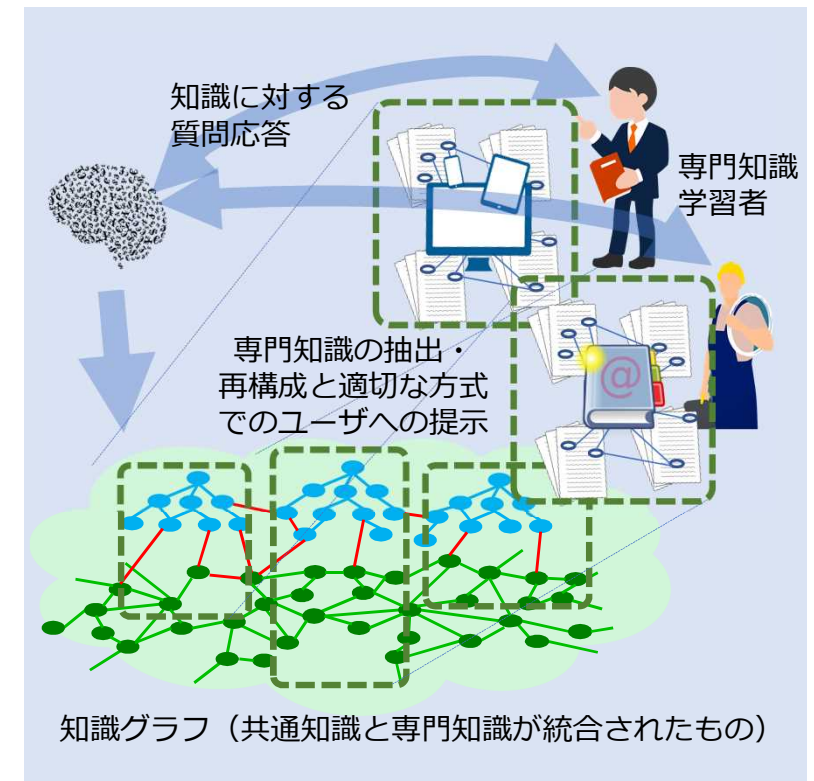 知識に対する
質問応答
専門知識
学習者
専門知識の抽出・
再構成と適切な方式
でのユーザへの提示
@
知識グラフ（共通知識と専門知識が統合されたもの）